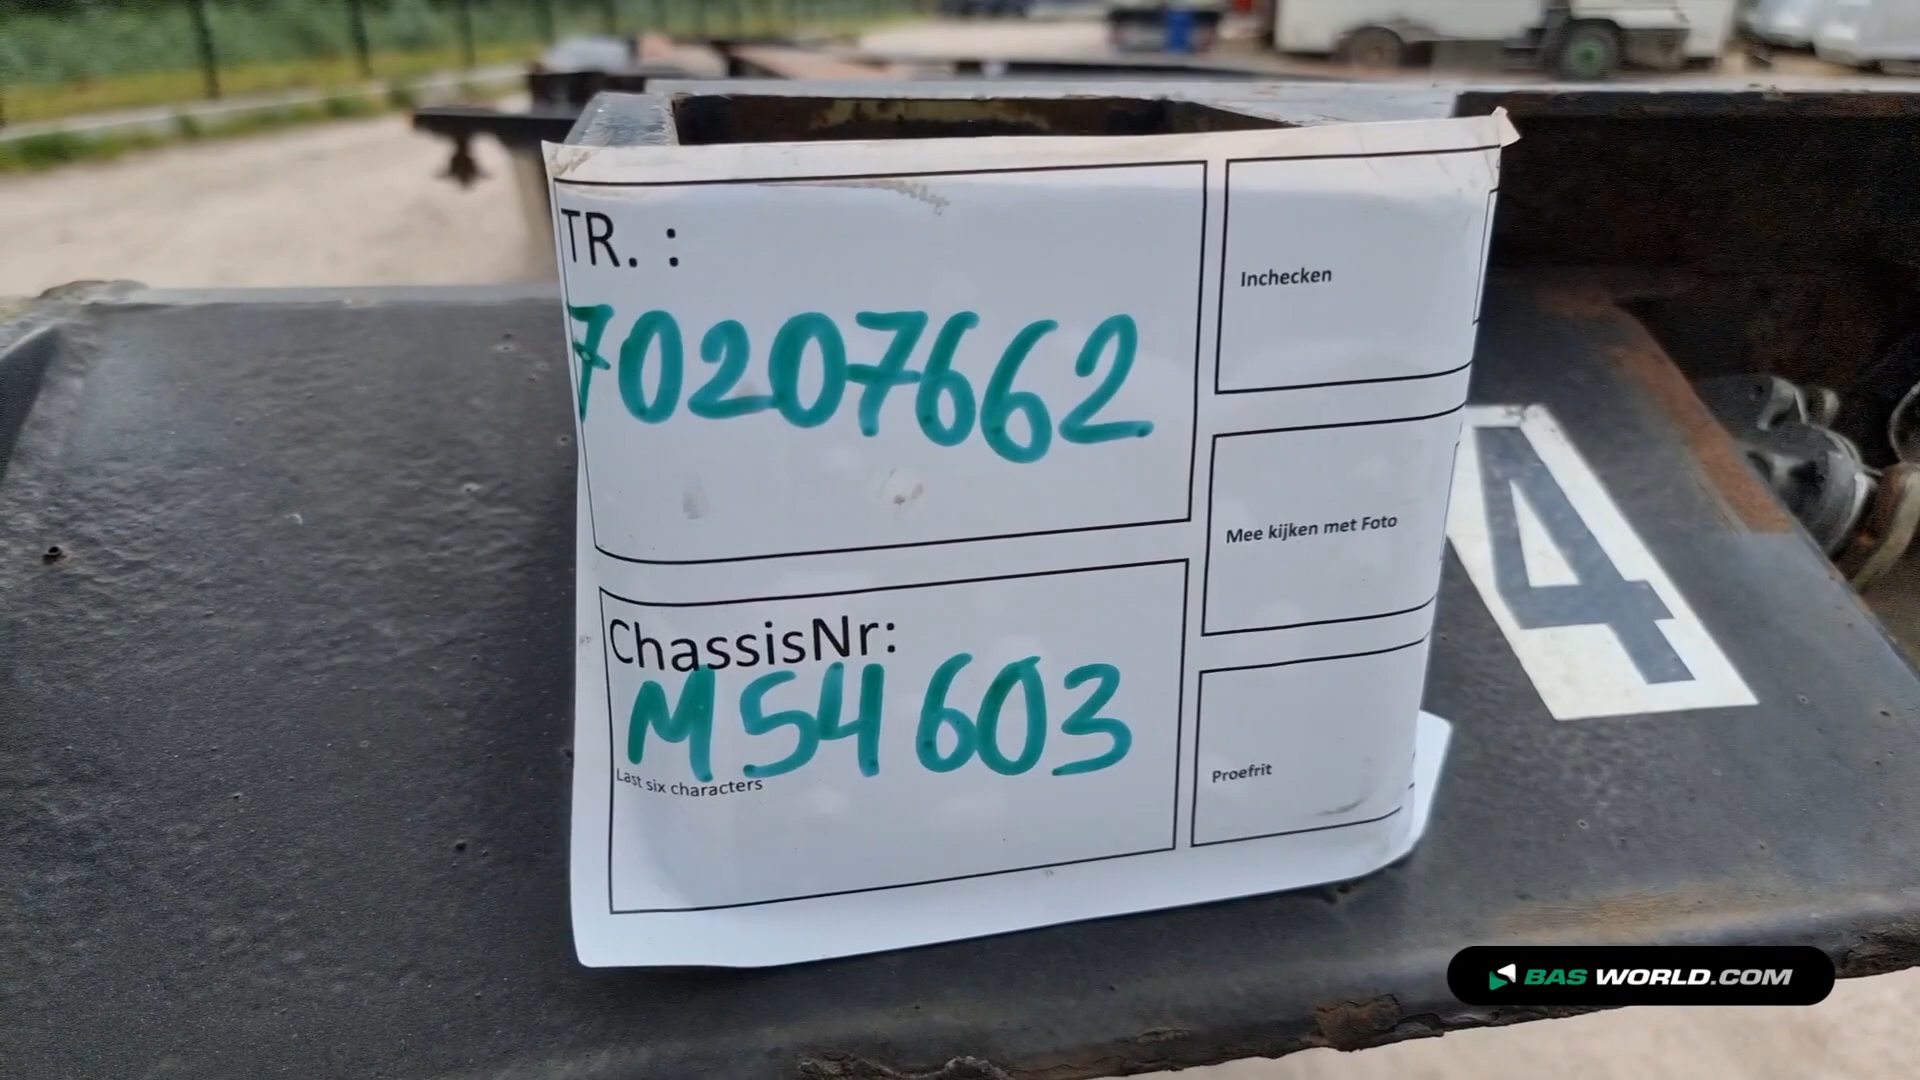 TR. :
70207662
ChassisNr:
M54603
Last six characters
Inchecken
Mee kijken met Foto
Proefrit
4
BAS WORLD.COM